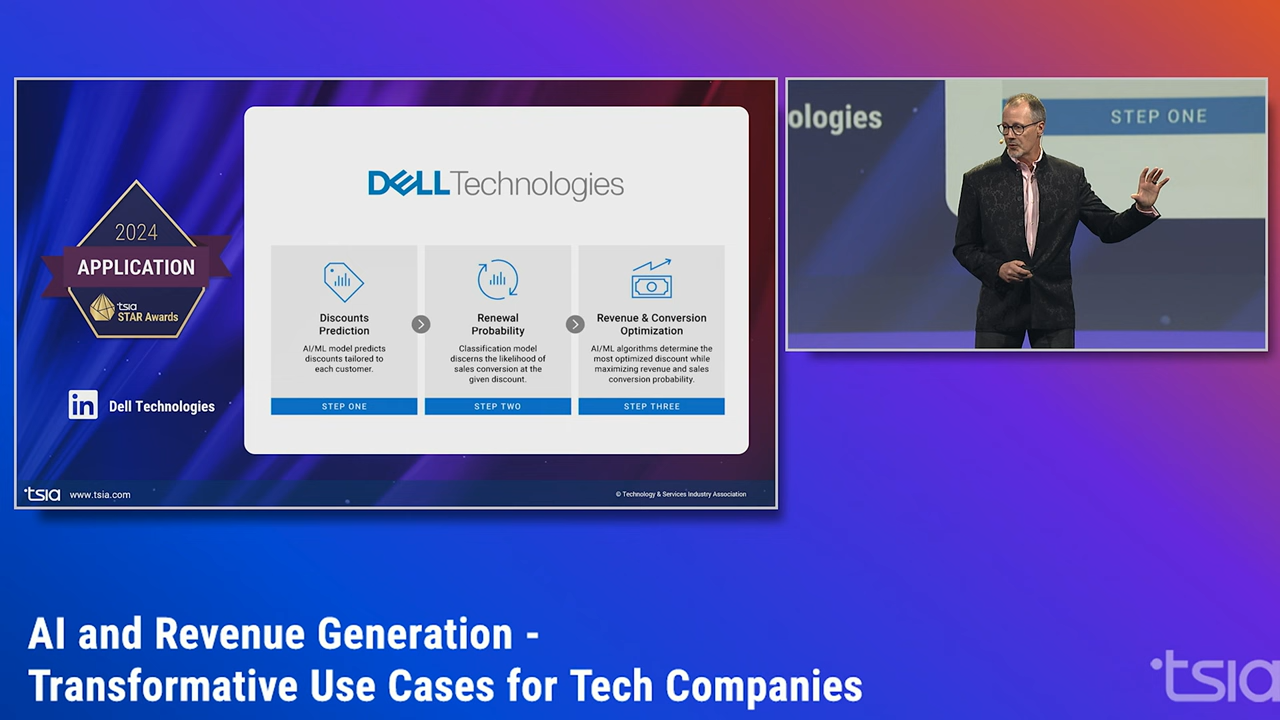 2024
APPLICATION
tsia
STAR Awards
in
Dell Technologies
DELL Technologies
Discounts
Prediction
AI/ML model predicts
discounts tailored to
each customer.
STEP ONE
Renewal
Probability
Classification model
discerns the likelihood of
sales conversion at the
given discount.
STEP TWO
Revenue & Conversion
Optimization
AI/ML algorithms determine the
most optimized discount while
maximizing revenue and sales
conversion probability.
STEP THREE
tsia www.tsia.com
© Technology & Services Industry Association
ologies
STEP ONE
AI and Revenue Generation -
Transformative Use Cases for Tech Companies
tsia